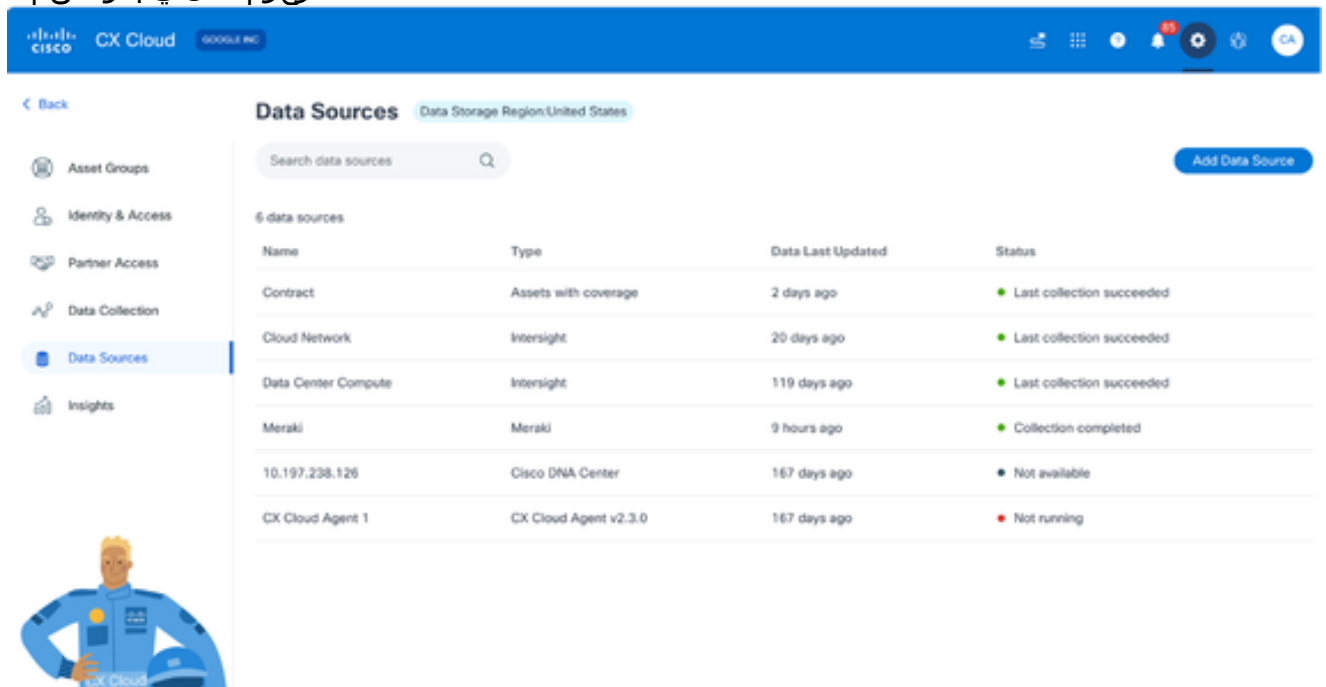 CISCO CX Cloud GOOGLE INC 85 CA
< Back
Data Sources Data Storage Region:United States
Search data sources Add Data Source
Asset Groups
Identity & Access
Partner Access
Data Collection
Data Sources
Insights
6 data sources
Name Type Data Last Updated Status
Contract Assets with coverage 2 days ago Last collection succeeded
Cloud Network Intersight 20 days ago Last collection succeeded
Data Center Compute Intersight 119 days ago Last collection succeeded
Meraki Meraki 9 hours ago Collection completed
10.197.238.126 Cisco DNA Center 167 days ago Not available
CX Cloud Agent 1 CX Cloud Agent v2.3.0 167 days ago Not running
CX Cloud